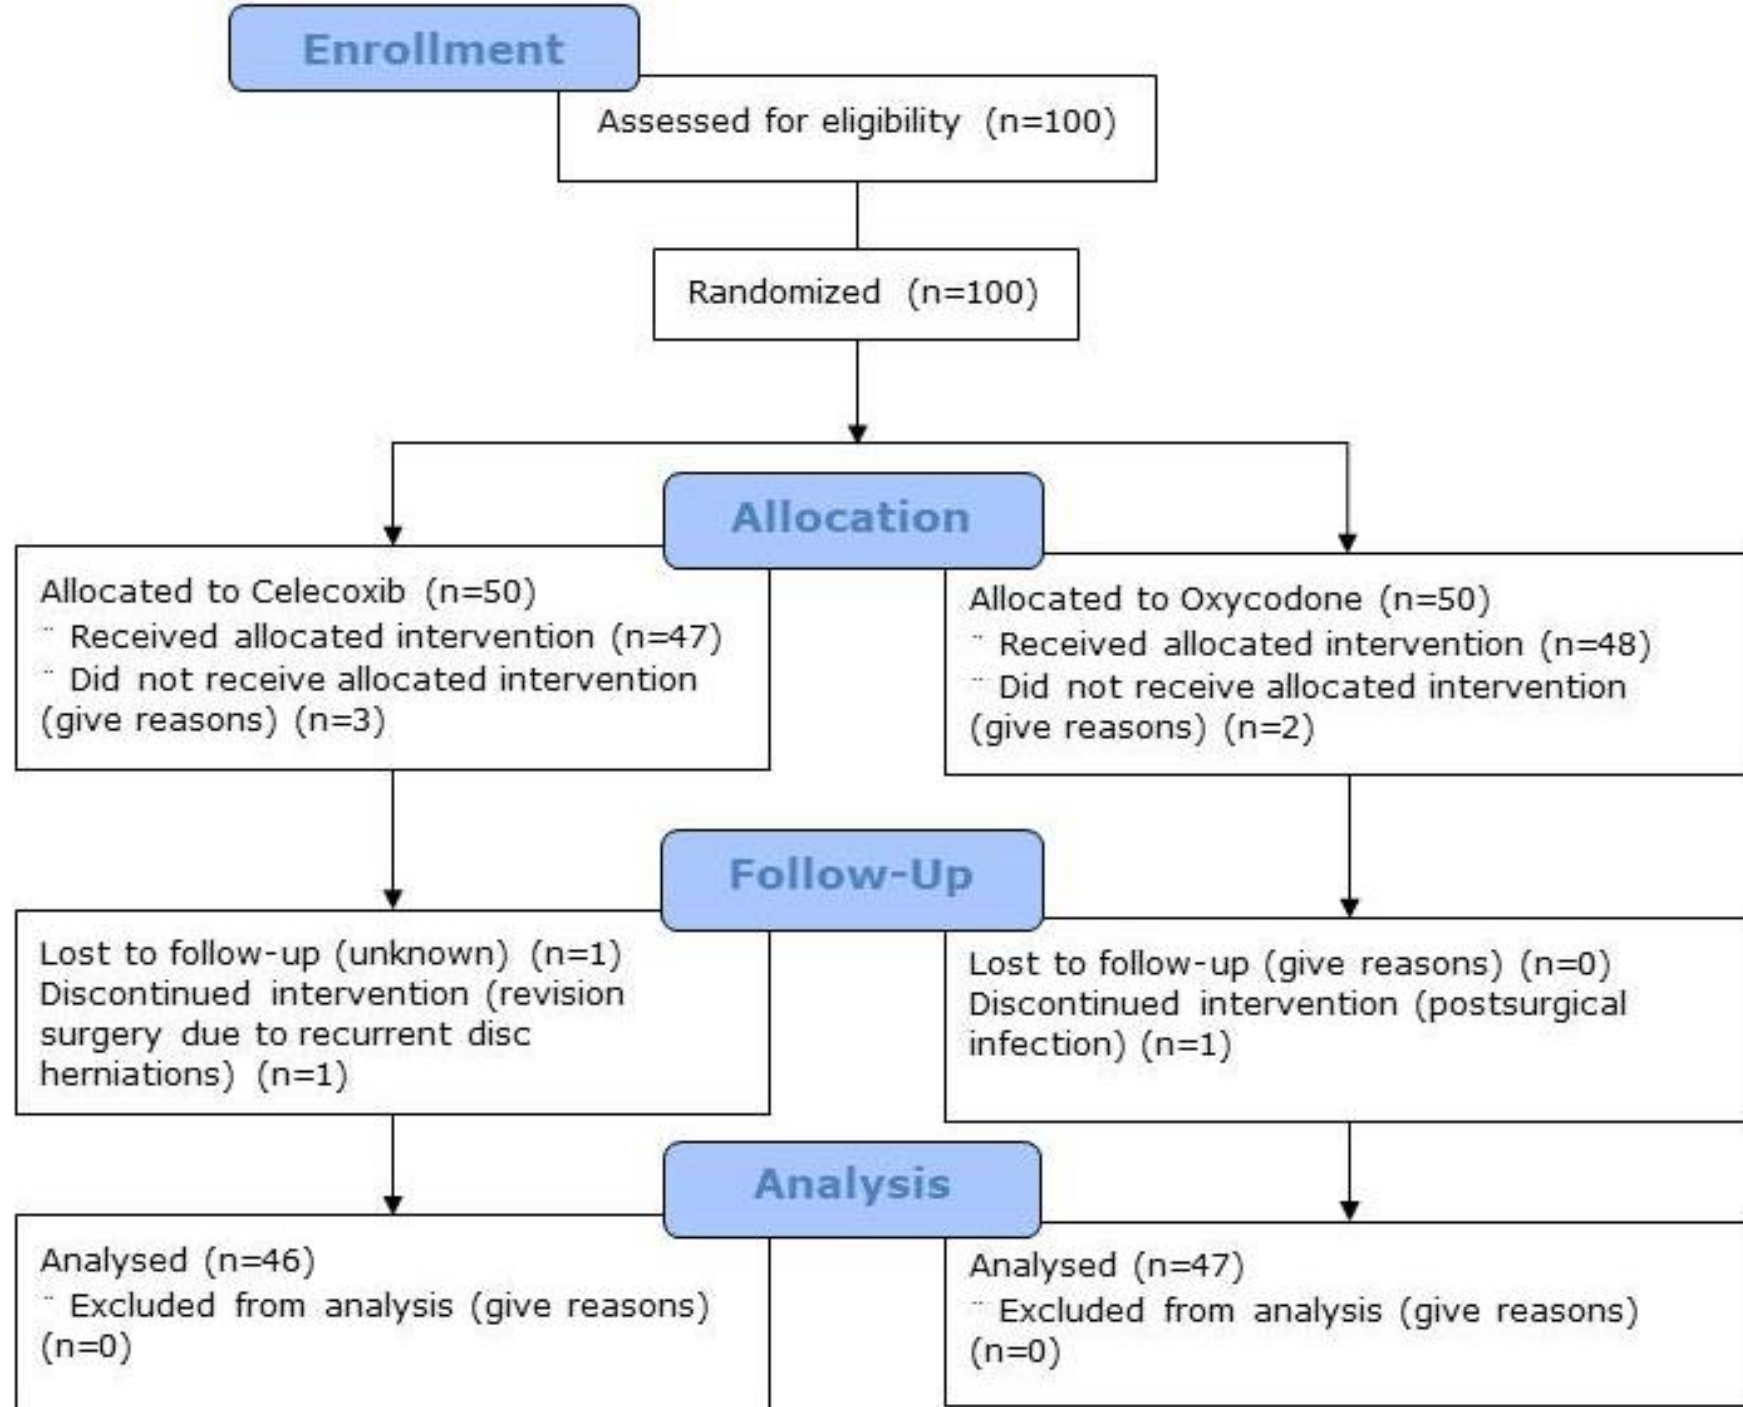 Enrollment
Assessed for eligibility (n=100)
Randomized (n=100)
Allocation
Allocated to Celecoxib (n=50)
¨ Received allocated intervention (n=47)
¨ Did not receive allocated intervention
(give reasons) (n=3)
Allocated to Oxycodone (n=50)
¨ Received allocated intervention (n=48)
¨ Did not receive allocated intervention
(give reasons) (n=2)
Follow-Up
Lost to follow-up (unknown) (n=1)
Discontinued intervention (revision
surgery due to recurrent disc
herniations) (n=1)
Lost to follow-up (give reasons) (n=0)
Discontinued intervention (postsurgical
infection) (n=1)
Analysis
Analysed (n=46)
¨ Excluded from analysis (give reasons)
(n=0)
Analysed (n=47)
¨ Excluded from analysis (give reasons)
(n=0)